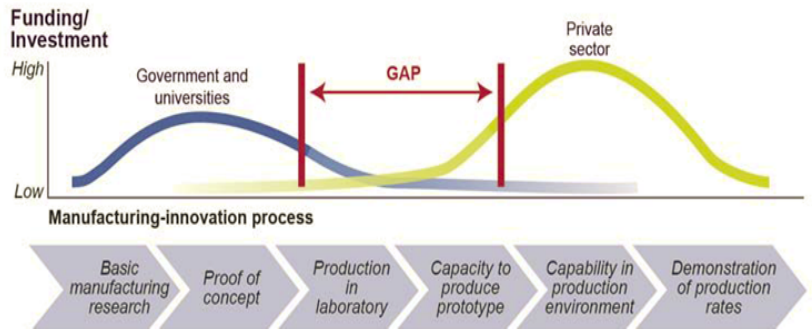 Funding/
Investment
High
Low
Government and
universities
GAP
Private
sector
Manufacturing-innovation process
Basic
manufacturing
research
Proof of
concept
Production
in
laboratory
Capacity to
produce
prototype
Capability in
production
environment
Demonstration
of production
rates